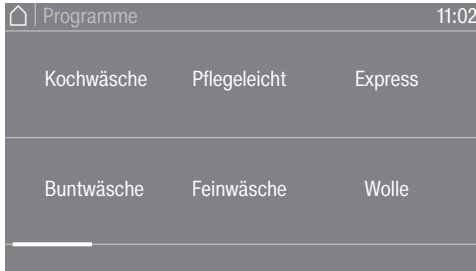 Programme 11:02
Kochwäsche Pflegeleicht Express
Buntwäsche Feinwäsche Wolle